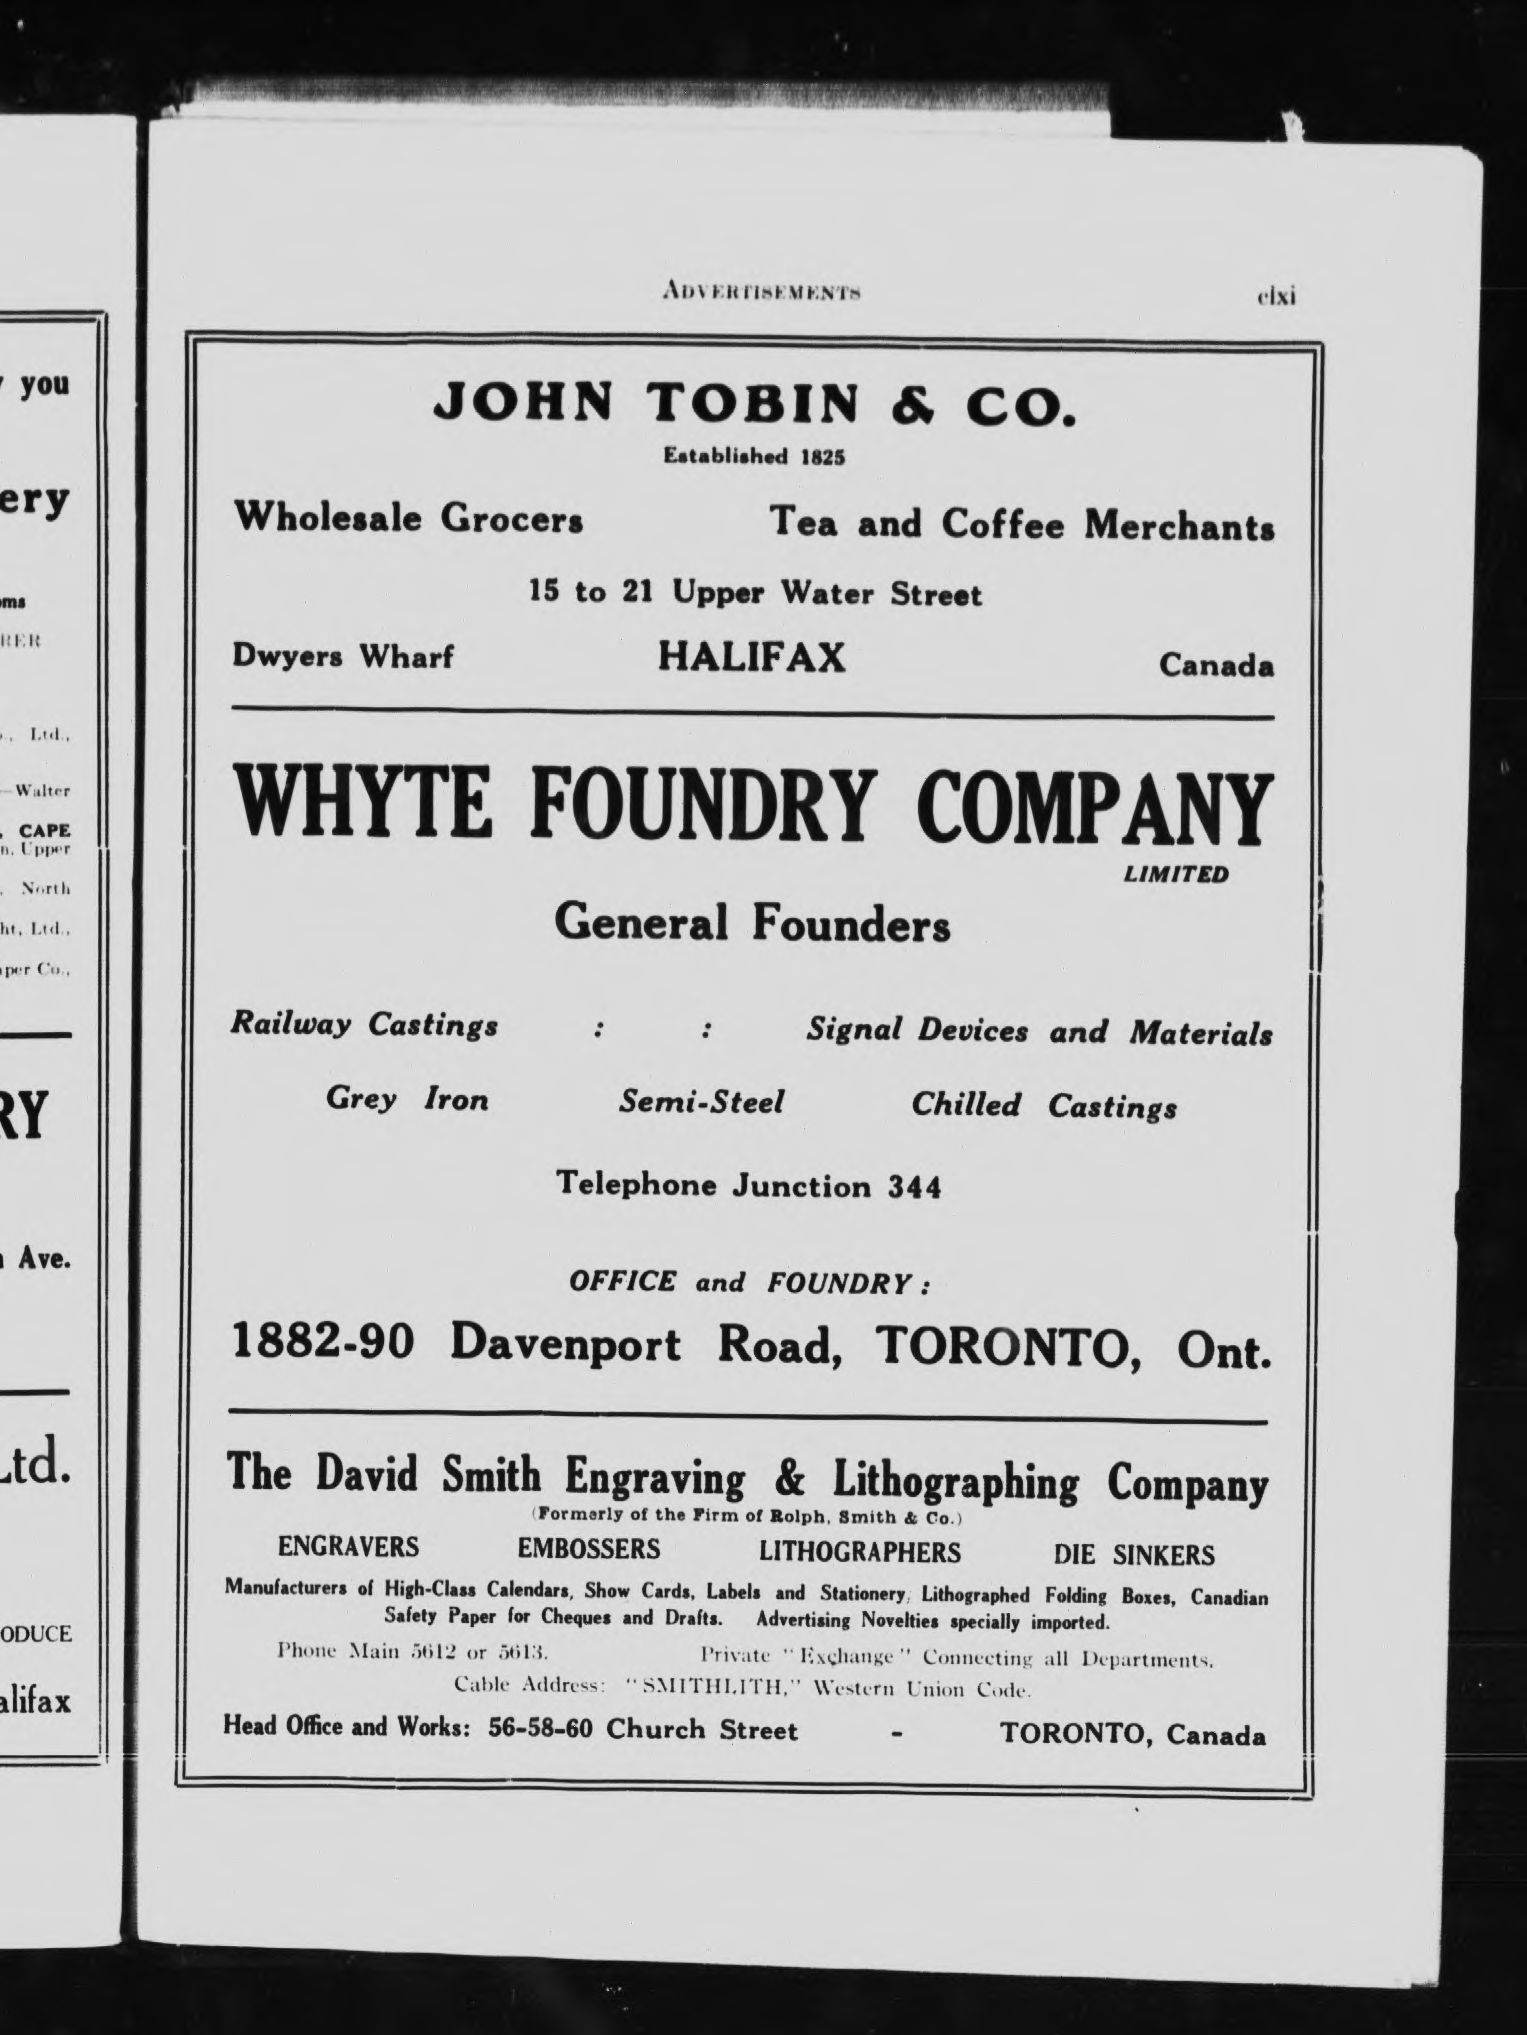 you
ery
oms
RER
Ltd.,
—Walter
CAPE
n, Upper
North
ht, Ltd.,
aper Co.,
RY
Ave.
Ltd.
ODUCE
alifax
ADVERTISEMENTS clxi
JOHN TOBIN & CO.
Established 1825
Wholesale Grocers Tea and Coffee Merchants
15 to 21 Upper Water Street
Dwyers Wharf HALIFAX Canada
WHYTE FOUNDRY COMPANY
LIMITED
General Founders
Railway Castings : : Signal Devices and Materials
Grey Iron Semi-Steel Chilled Castings
Telephone Junction 344
OFFICE and FOUNDRY:
1882-90 Davenport Road, TORONTO, Ont.
The David Smith Engraving & Lithographing Company
(Formerly of the Firm of Rolph, Smith & Co.)
ENGRAVERS EMBOSSERS LITHOGRAPHERS DIE SINKERS
Manufacturers of High-Class Calendars, Show Cards, Labels and Stationery, Lithographed Folding Boxes, Canadian
Safety Paper for Cheques and Drafts. Advertising Novelties specially imported.
Phone Main 5612 or 5613. Private "Exchange" Connecting all Departments.
Cable Address: "SMITHLITH," Western Union Code.
Head Office and Works: 56-58-60 Church Street - TORONTO, Canada